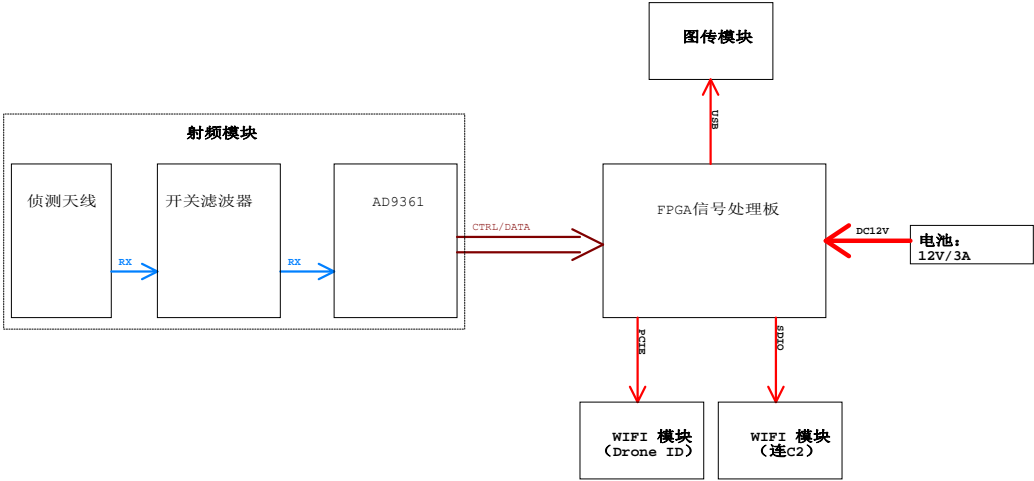 图传模块
USB
射频模块
侦测天线
开关滤波器
AD9361
FPGA信号处理板
RX
RX
CTRL/DATA
DC12V
电池:
12V/3A
PCIE
SDIO
WIFI 模块
(Drone ID)
WIFI 模块
(连C2)